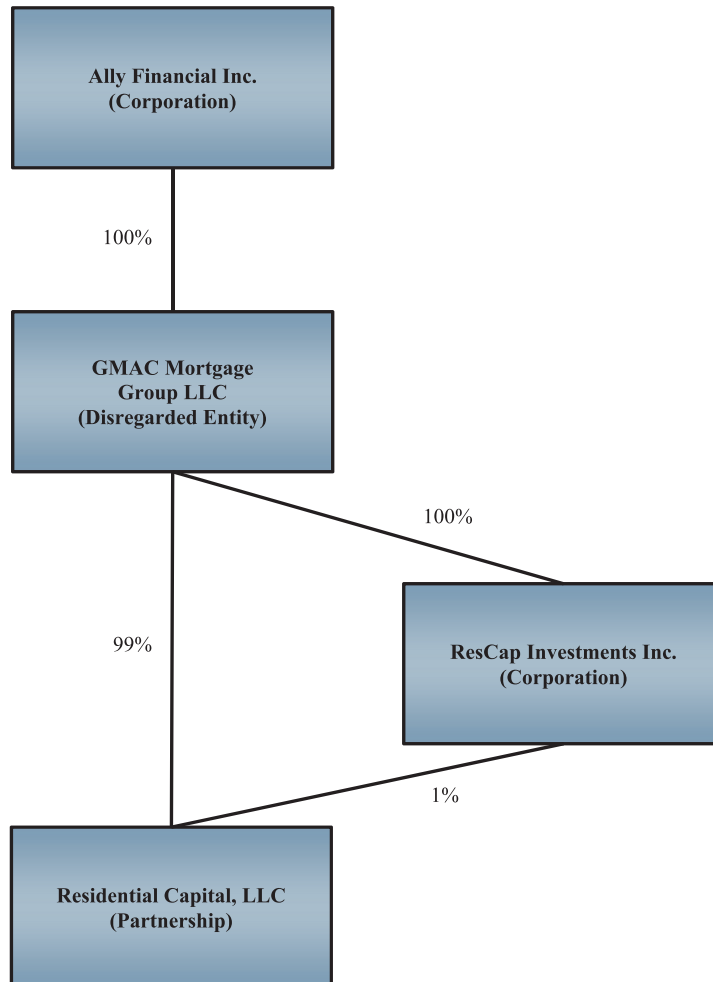 Ally Financial Inc.
(Corporation)
100%
GMAC Mortgage
Group LLC
(Disregarded Entity)
100%
99%
ResCap Investments Inc.
(Corporation)
1%
Residential Capital, LLC
(Partnership)